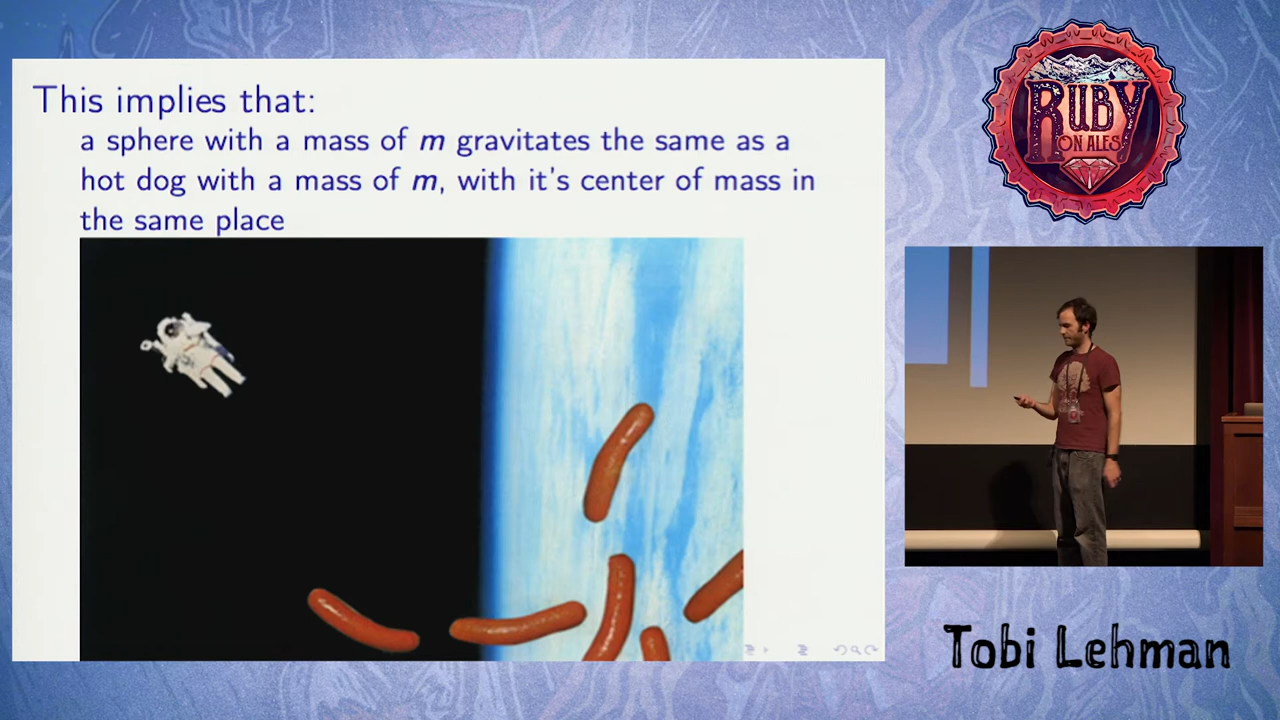 This implies that:
a sphere with a mass of m gravitates the same as a
hot dog with a mass of m, with it's center of mass in
the same place
RUBY
ON ALES
Tobi Lehman